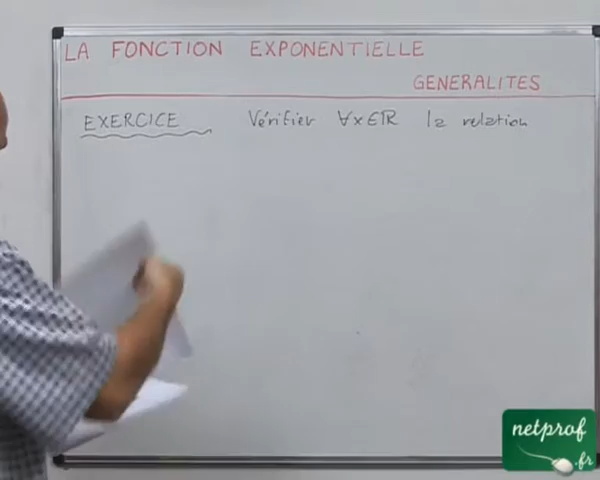 LA FONCTION EXPONENTIELLE
GENERALITES
EXERCICE Vérifier ∀x∈ℝ la relation
netprof
.fr